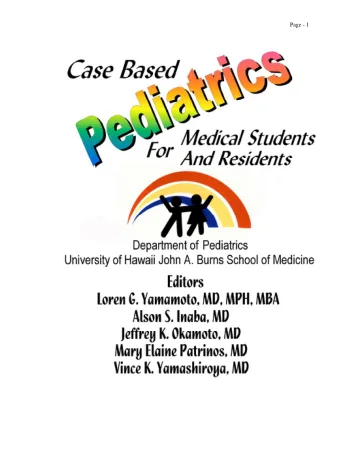 Page - 1
Case Based
Pediatrics
For Medical Students
And Residents
Department of Pediatrics
University of Hawaii John A. Burns School of Medicine
Editors
Loren G. Yamamoto, MD, MPH, MBA
Alson S. Inaba, MD
Jeffrey K. Okamoto, MD
Mary Elaine Patrinos, MD
Vince K. Yamashiroya, MD